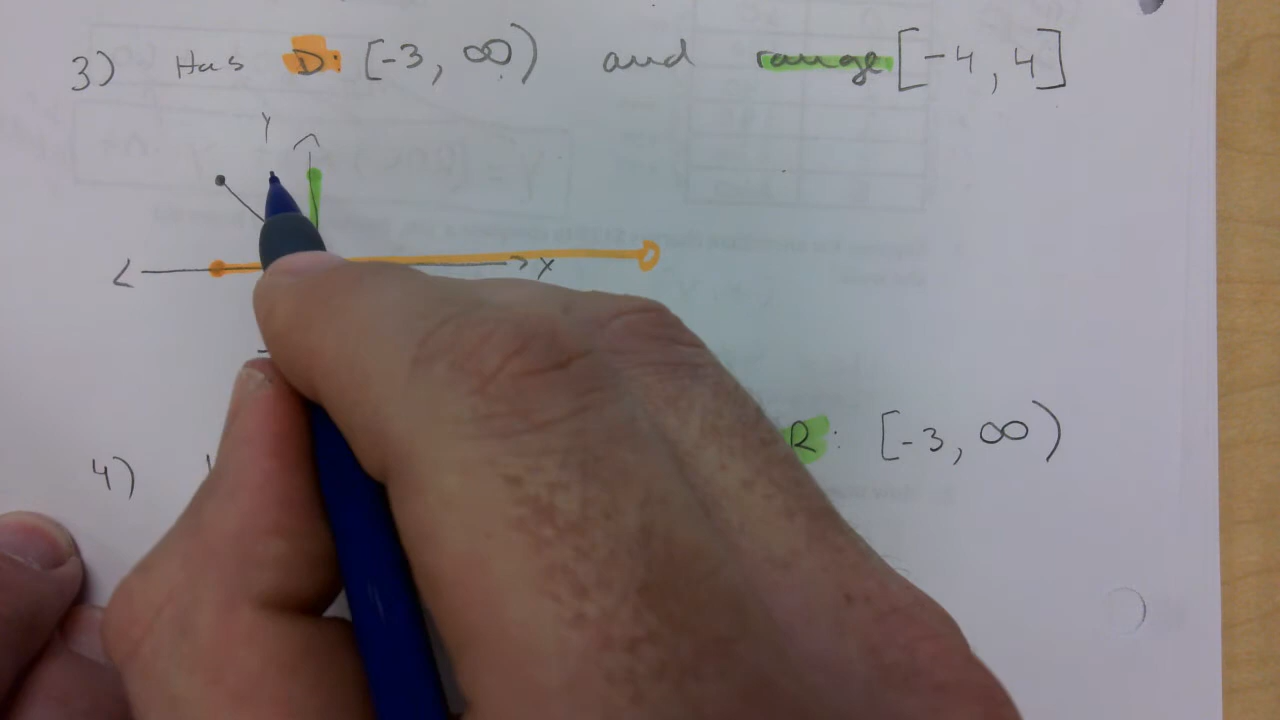 3) Has D: [-3, ∞) and range [-4, 4]
Y
X
4) R: [-3, ∞)